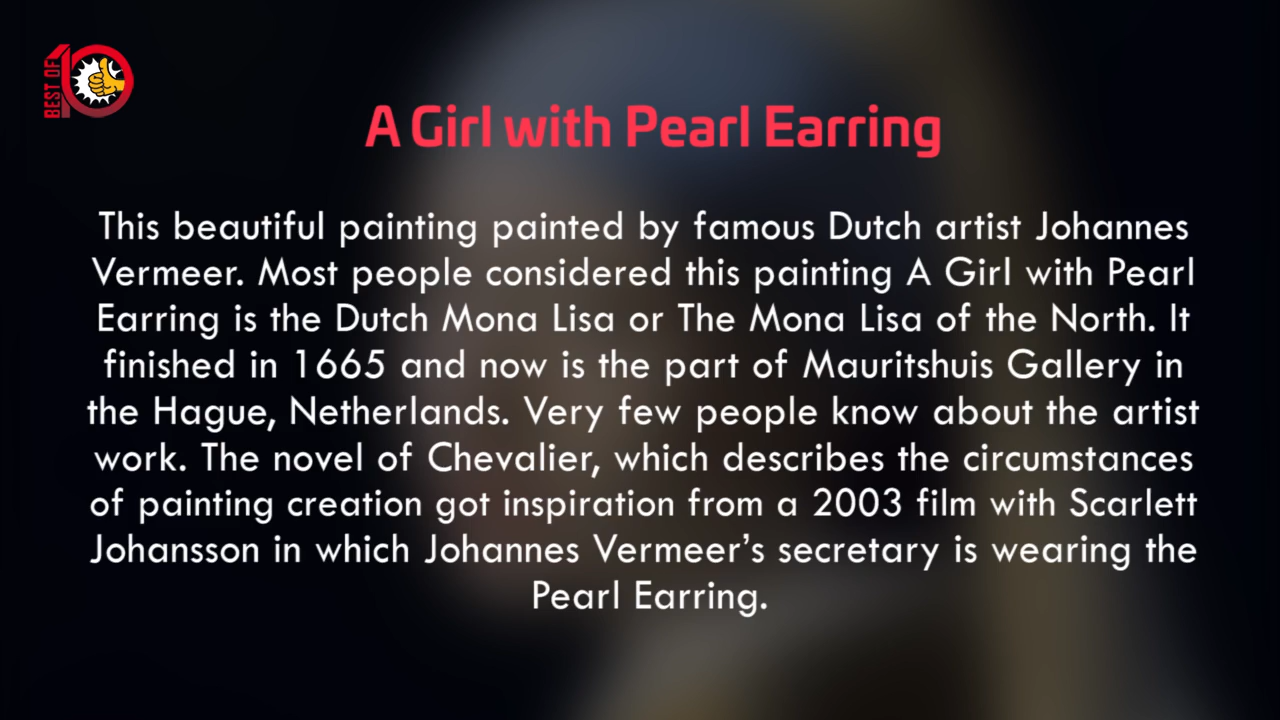 BEST OF 10
A Girl with Pearl Earring
This beautiful painting painted by famous Dutch artist Johannes
Vermeer. Most people considered this painting A Girl with Pearl
Earring is the Dutch Mona Lisa or The Mona Lisa of the North. It
finished in 1665 and now is the part of Mauritshuis Gallery in
the Hague, Netherlands. Very few people know about the artist
work. The novel of Chevalier, which describes the circumstances
of painting creation got inspiration from a 2003 film with Scarlett
Johansson in which Johannes Vermeer’s secretary is wearing the
Pearl Earring.